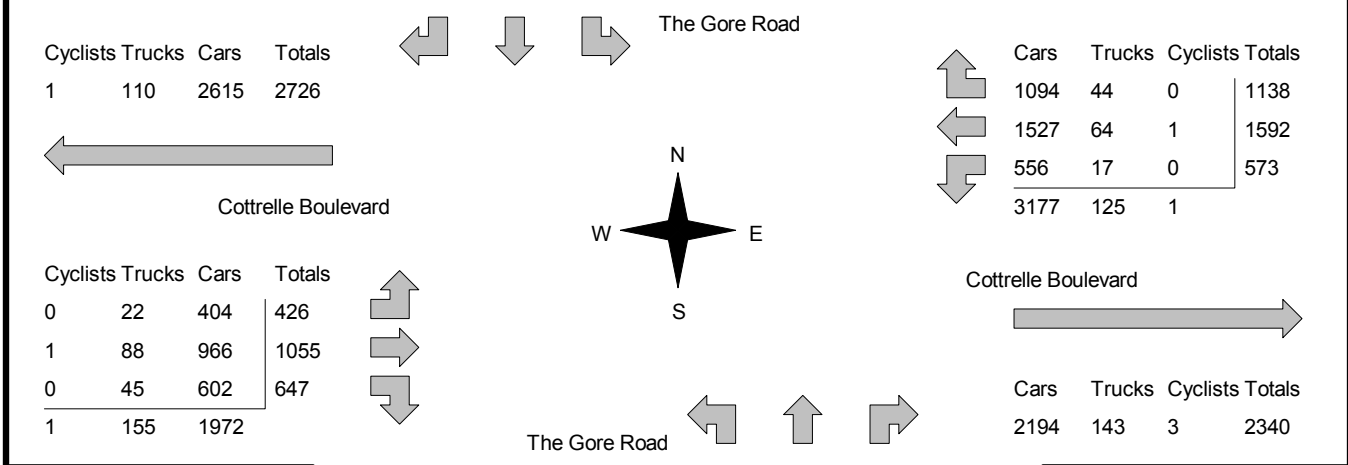 The Gore Road
Cyclists Trucks Cars Totals
1 110 2615 2726
Cars Trucks Cyclists Totals
1094 44 0 1138
1527 64 1 1592
556 17 0 573
3177 125 1
Cottrelle Boulevard
N
W E
S
Cyclists Trucks Cars Totals
0 22 404 426
1 88 966 1055
0 45 602 647
1 155 1972
Cottrelle Boulevard
Cars Trucks Cyclists Totals
2194 143 3 2340
The Gore Road